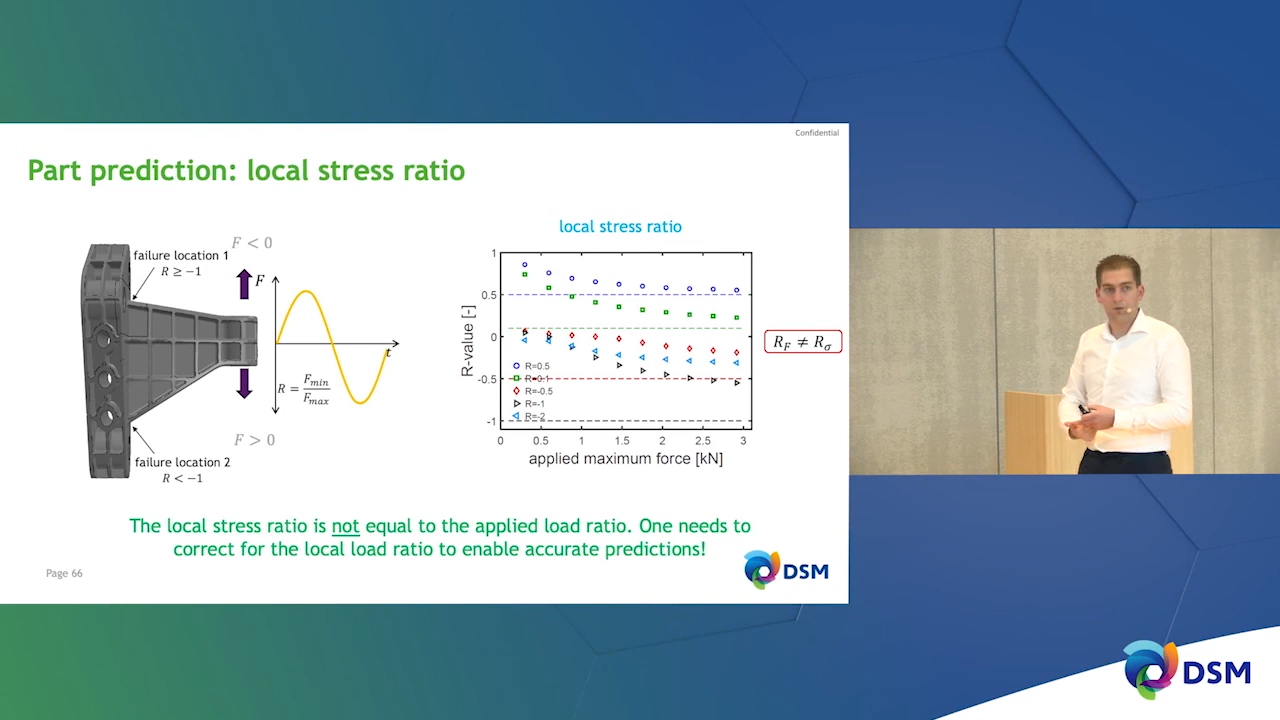 Confidential
Part prediction: local stress ratio
F < 0
failure location 1
R ≥ −1
F
t
R = Fmin / Fmax
F > 0
failure location 2
R < −1
local stress ratio
1
0.5
0
-0.5
-1
R-value [-]
R=0.5
R=0.1
R=-0.5
R=-1
R=-2
0 0.5 1 1.5 2 2.5 3
applied maximum force [kN]
RF ≠ Rσ
The local stress ratio is not equal to the applied load ratio. One needs to
correct for the local load ratio to enable accurate predictions!
Page 66
DSM
DSM